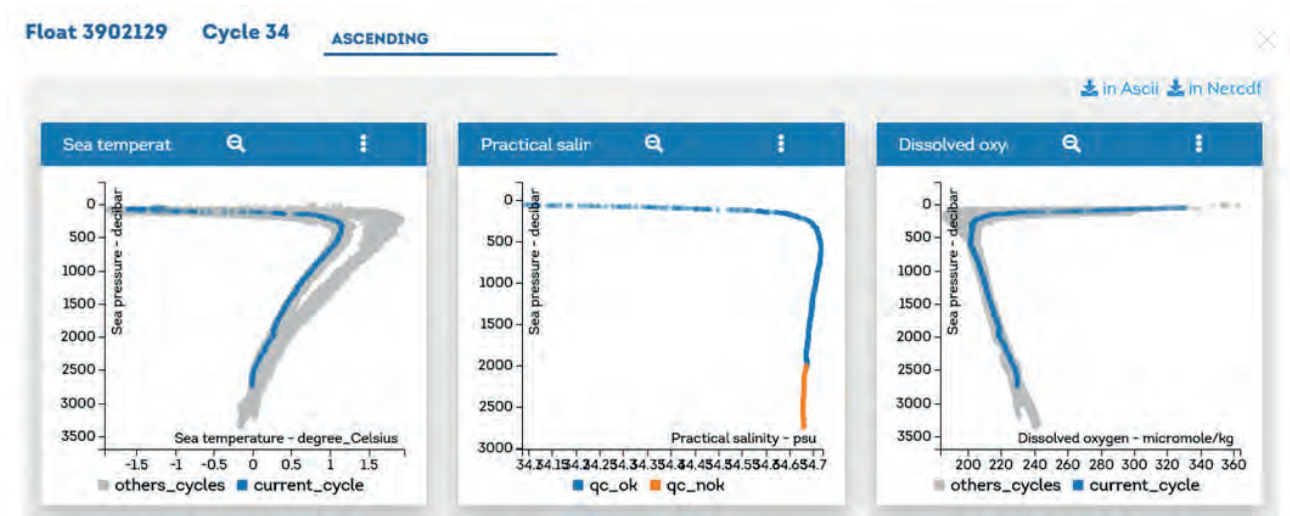 Float 3902129 Cycle 34 ASCENDING
in Ascii in Netcdf
Sea temperat
Practical salir
Dissolved oxy
Sea pressure - decibar
0
500
1000
1500
2000
2500
3000
3500
Sea temperature - degree_Celsius
-1.5 -1 -0.5 0 0.5 1 1.5
others_cycles current_cycle
Sea pressure - decibar
0
500
1000
1500
2000
2500
3000
Practical salinity - psu
qc_ok qc_nok
Sea pressure - decibar
0
500
1000
1500
2000
2500
3000
3500
Dissolved oxygen - micromole/kg
200 220 240 260 280 300 320 340 360
others_cycles current_cycle